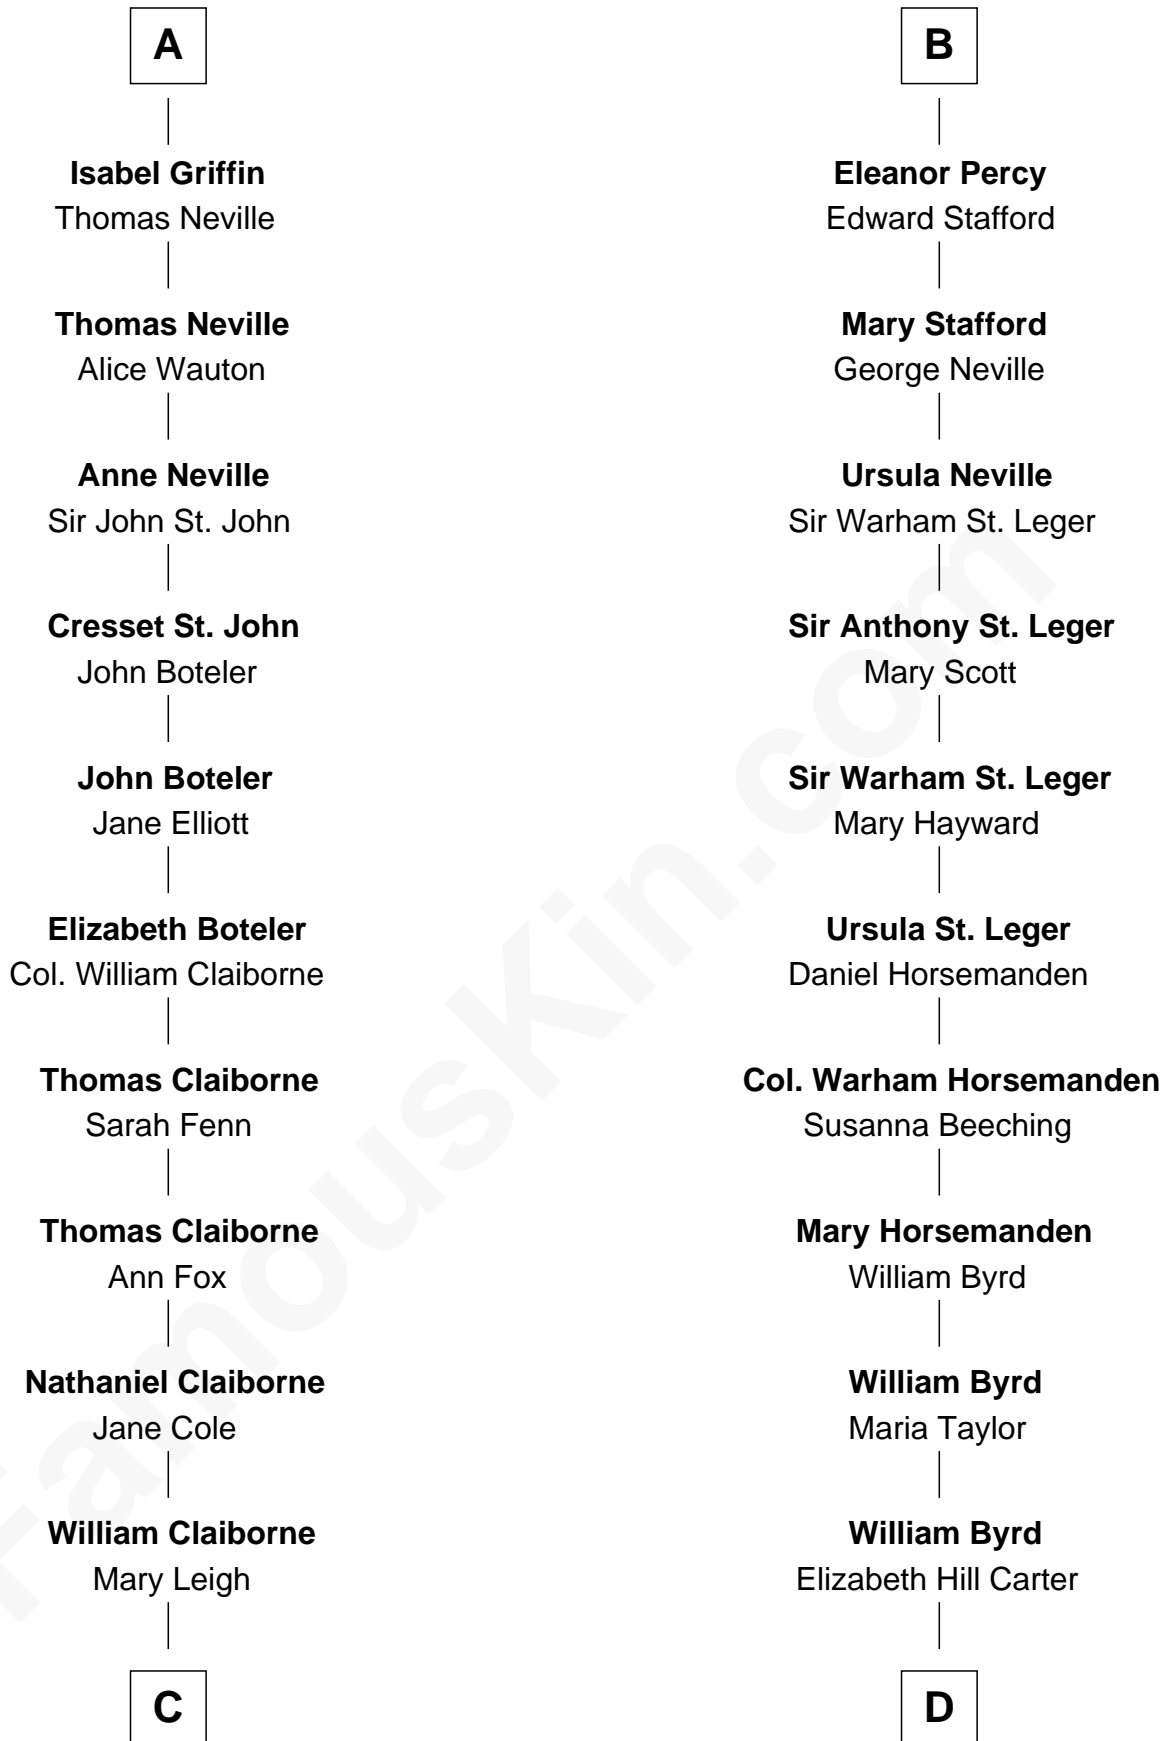 A
Isabel Griffin
Thomas Neville
Thomas Neville
Alice Wauton
Anne Neville
Sir John St. John
Cresset St. John
John Boteler
John Boteler
Jane Elliott
Elizabeth Boteler
Col. William Claiborne
Thomas Claiborne
Sarah Fenn
Thomas Claiborne
Ann Fox
Nathaniel Claiborne
Jane Cole
William Claiborne
Mary Leigh
C
B
Eleanor Percy
Edward Stafford
Mary Stafford
George Neville
Ursula Neville
Sir Warham St. Leger
Sir Anthony St. Leger
Mary Scott
Sir Warham St. Leger
Mary Hayward
Ursula St. Leger
Daniel Horsemanden
Col. Warham Horsemanden
Susanna Beeching
Mary Horsemanden
William Byrd
William Byrd
Maria Taylor
William Byrd
Elizabeth Hill Carter
D
FamousKin.com